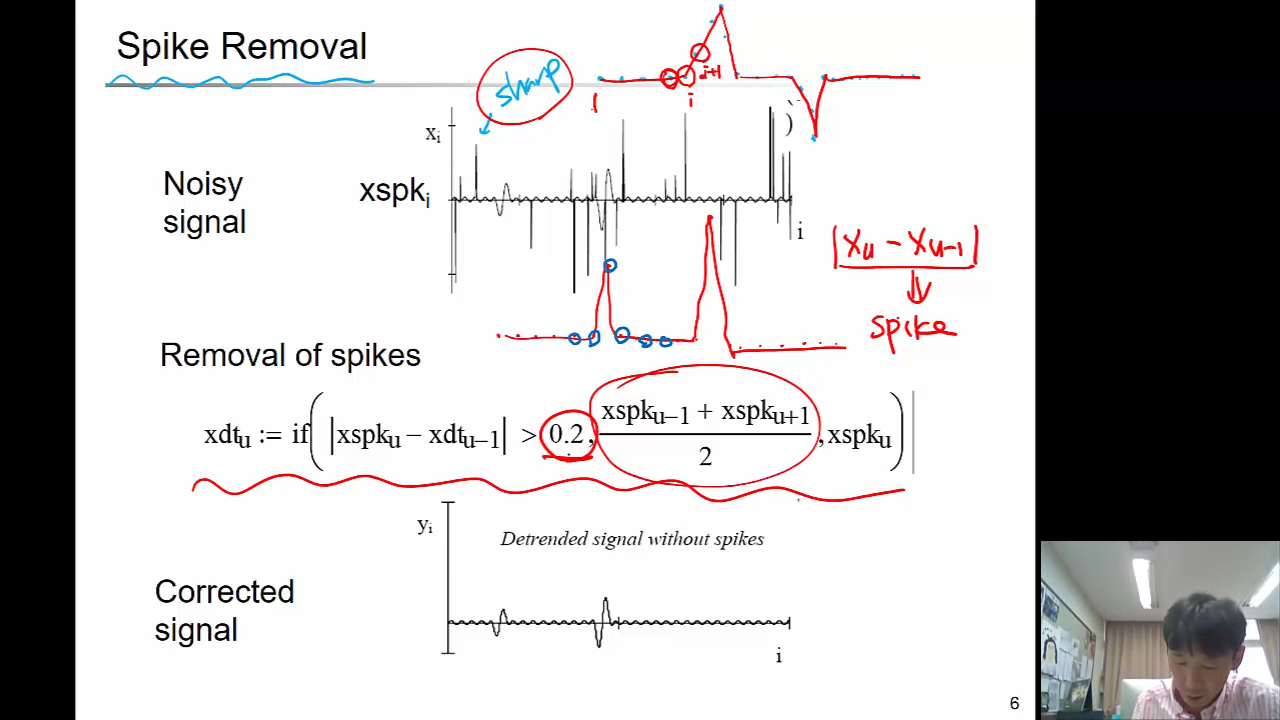 Spike Removal
sharp
i+1
1
i
xᵢ
)
Noisy
signal
xspkᵢ
i
|Xu − Xu−1|
spike
Removal of spikes
xdtᵤ := if( |xspkᵤ − xdtᵤ₋₁| > 0.2, (xspkᵤ₋₁ + xspkᵤ₊₁)/2, xspkᵤ )
yᵢ
Detrended signal without spikes
Corrected
signal
i
6